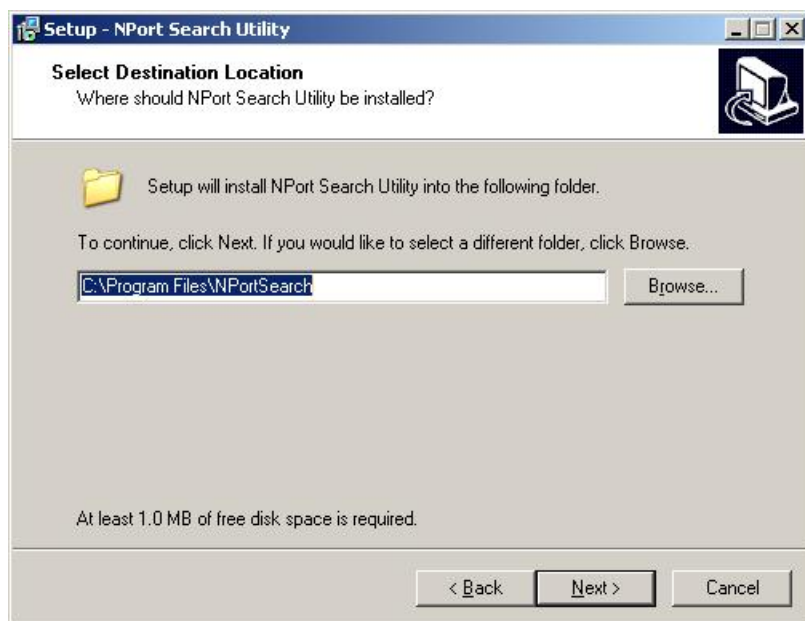 Setup - NPort Search Utility
Select Destination Location
Where should NPort Search Utility be installed?
Setup will install NPort Search Utility into the following folder.
To continue, click Next. If you would like to select a different folder, click Browse.
C:\Program Files\NPortSearch
Browse...
At least 1.0 MB of free disk space is required.
< Back
Next >
Cancel